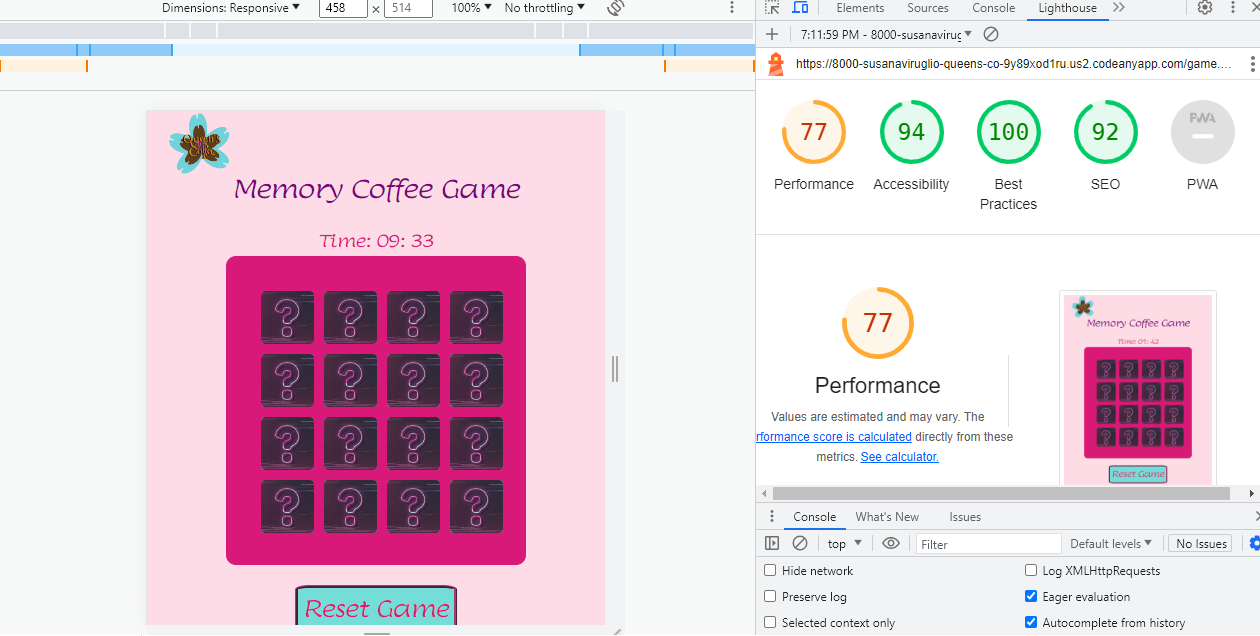 Dimensions: Responsive ▼ 458 × 514 100% ▼ No throttling ▼
Elements Sources Console Lighthouse
7:11:59 PM - 8000-susanavirug
https://8000-susanaviruglio-queens-co-9y89xod1ru.us2.codeanyapp.com/game....
77 94 100 92 PWA
Performance Accessibility Best Practices SEO PWA
Memory Coffee Game
Time: 09: 33
? ? ? ?
? ? ? ?
? ? ? ?
? ? ? ?
Reset Game
77
Performance
Values are estimated and may vary. The
rformance score is calculated directly from these
metrics. See calculator.
Memory Coffee Game
Time: 01: 42
? ? ? ?
? ? ? ?
? ? ? ?
? ? ? ?
Reset Game
Console What's New Issues
top ▼ Filter Default levels ▼ No Issues
Hide network Log XMLHttpRequests
Preserve log Eager evaluation
Selected context only Autocomplete from history